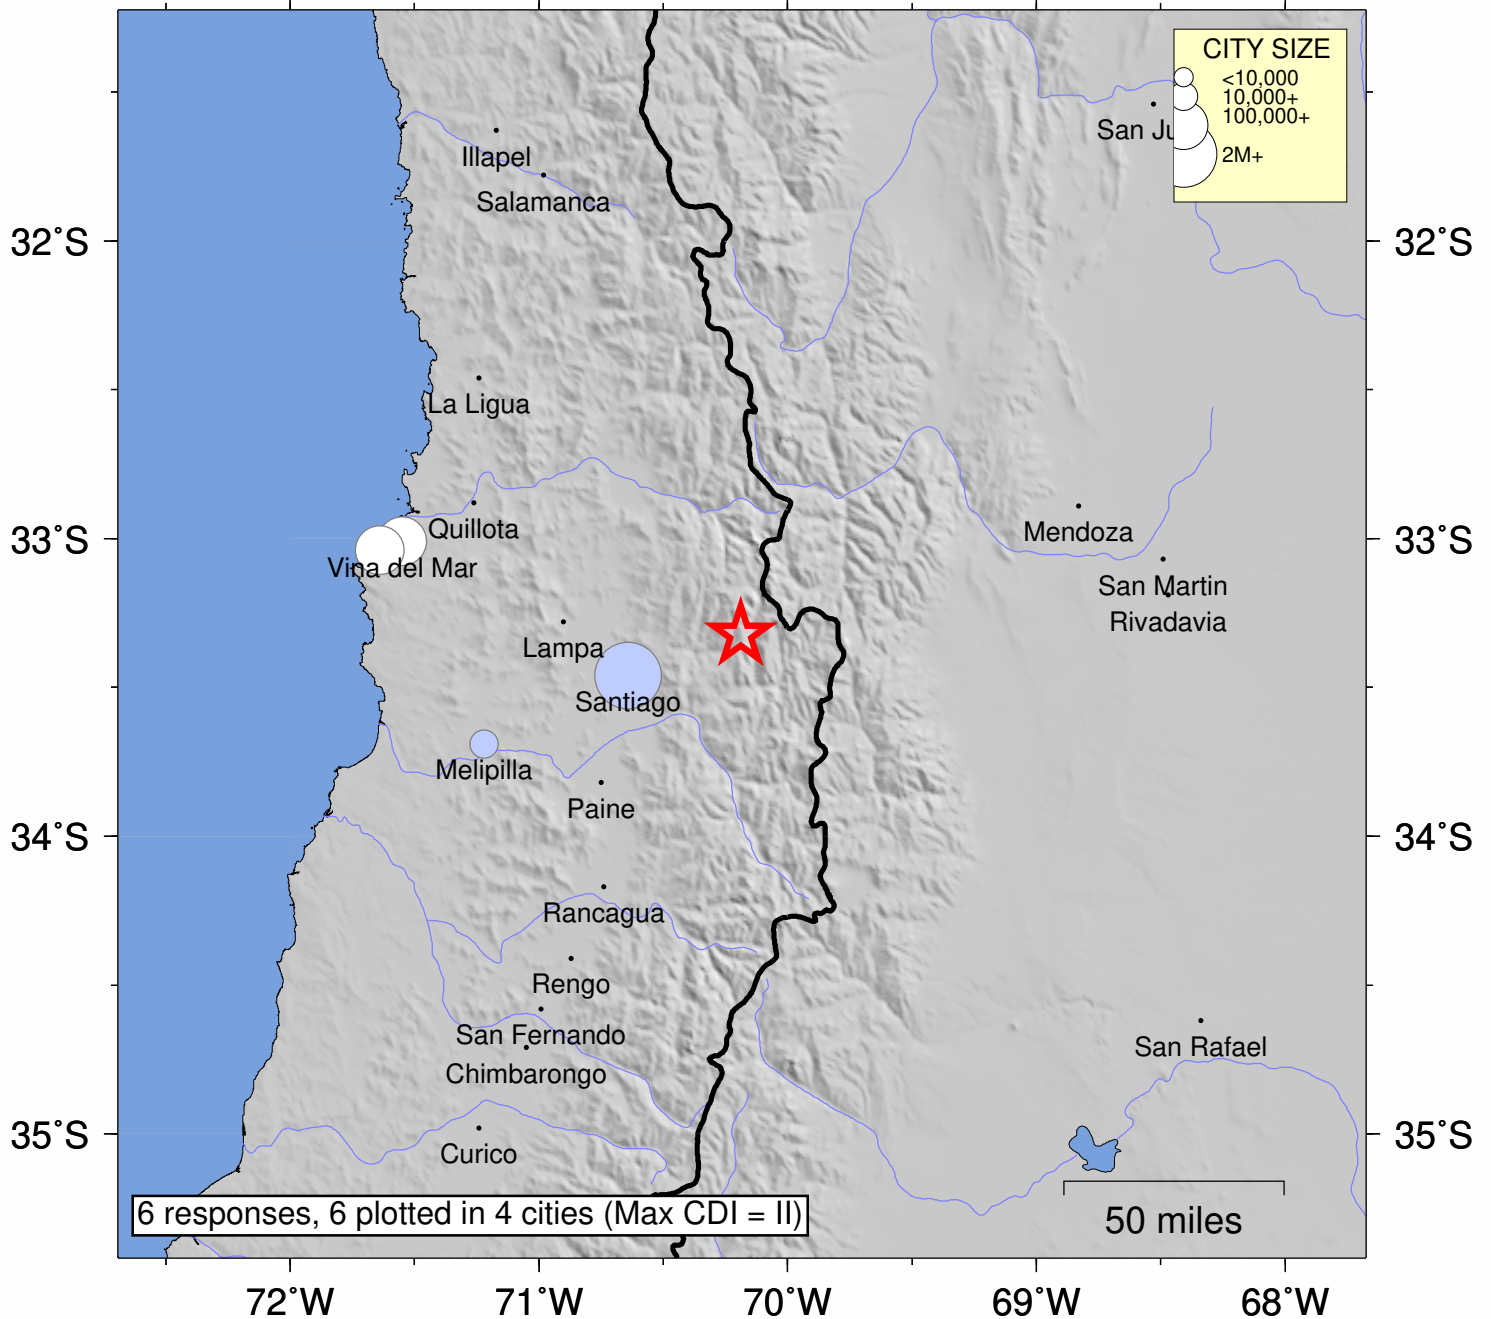 CITY SIZE
<10,000
10,000+
100,000+
2M+
San Ju
Illapel
Salamanca
32°S
32°S
La Ligua
Quillota
Mendoza
33°S
33°S
Vina del Mar
San Martin
Rivadavia
Lampa
Santiago
Melipilla
Paine
34°S
34°S
Rancagua
Rengo
San Fernando
San Rafael
Chimbarongo
35°S
35°S
Curico
6 responses, 6 plotted in 4 cities (Max CDI = II)
50 miles
72°W
71°W
70°W
69°W
68°W